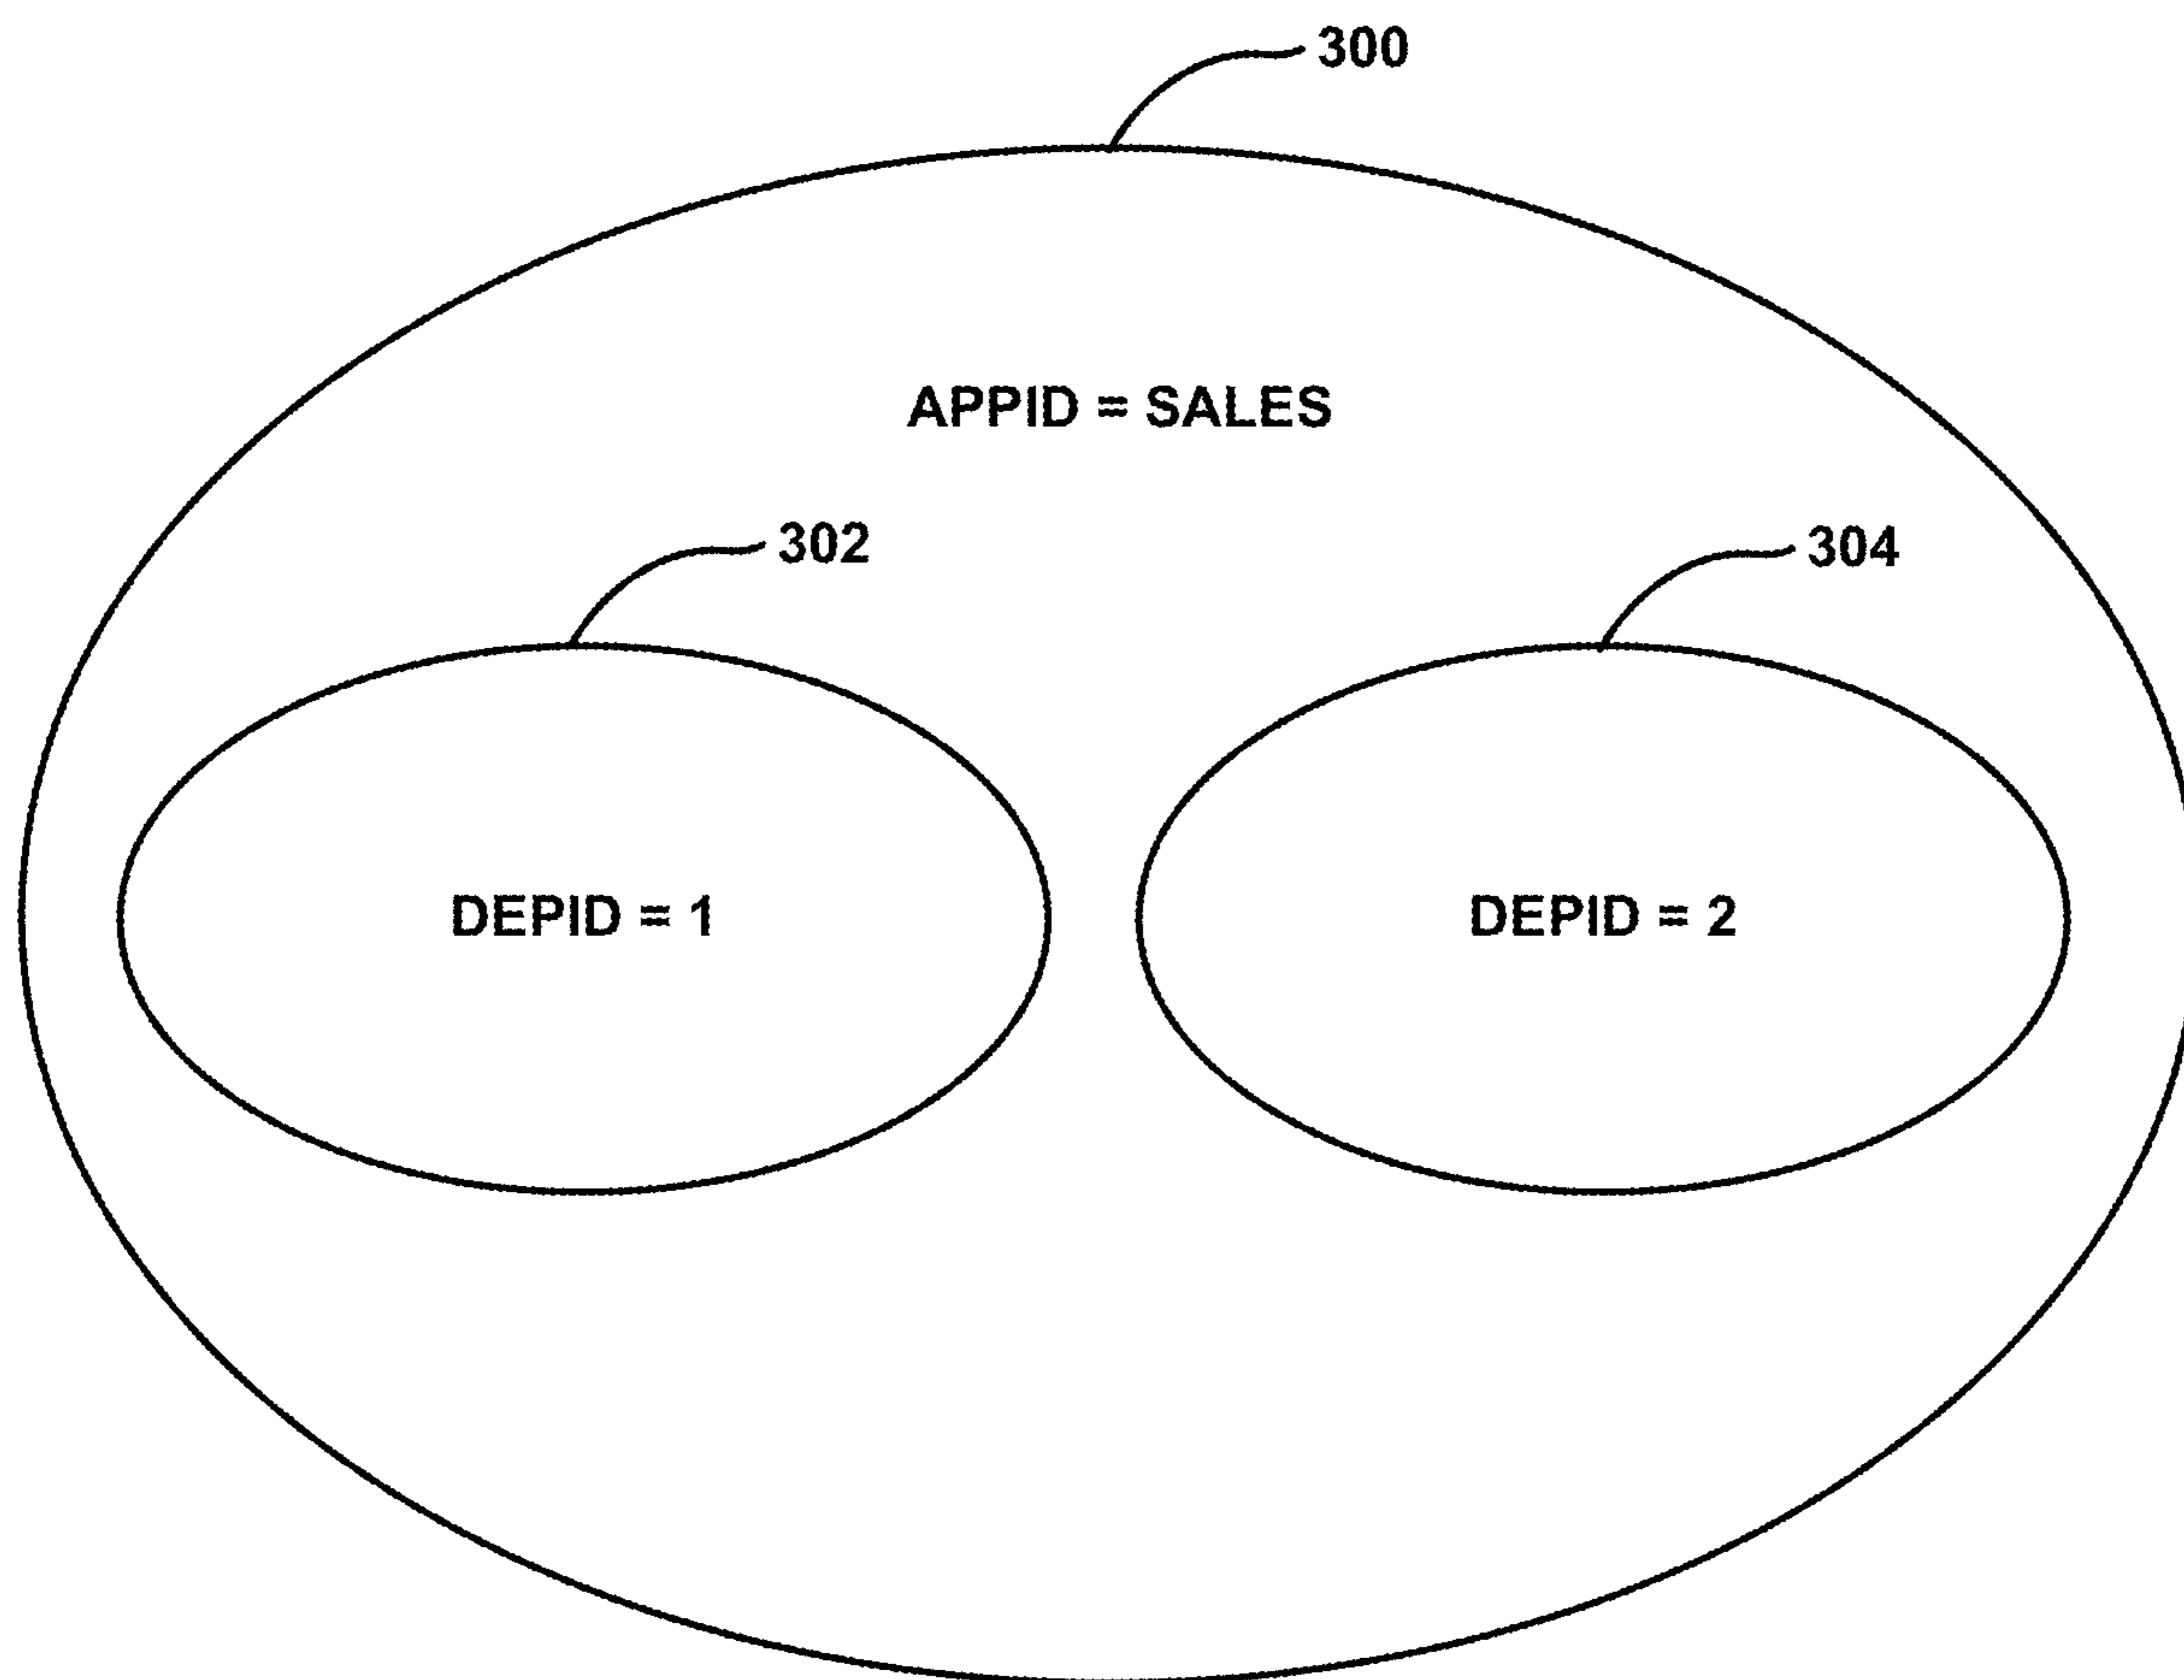 300
APPID = SALES
302
304
DEPID = 1
DEPID = 2